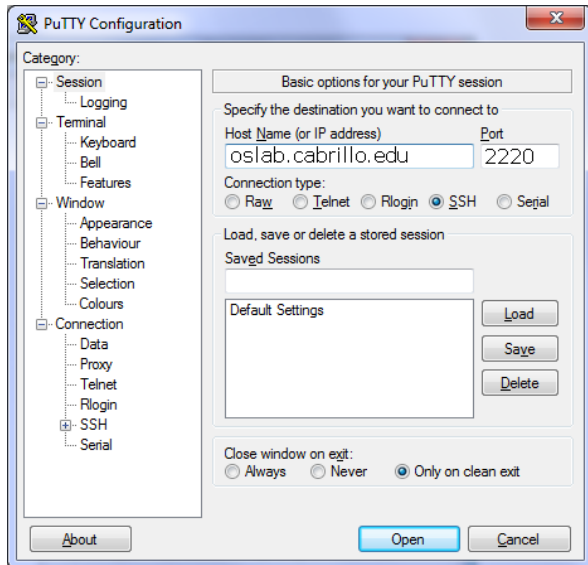 PuTTY Configuration
Category:
Session
Logging
Terminal
Keyboard
Bell
Features
Window
Appearance
Behaviour
Translation
Selection
Colours
Connection
Data
Proxy
Telnet
Rlogin
SSH
Serial
Basic options for your PuTTY session
Specify the destination you want to connect to
Host Name (or IP address) Port
oslab.cabrillo.edu 2220
Connection type:
Raw Telnet Rlogin SSH Serial
Load, save or delete a stored session
Saved Sessions
Default Settings
Load
Save
Delete
Close window on exit:
Always Never Only on clean exit
About Open Cancel